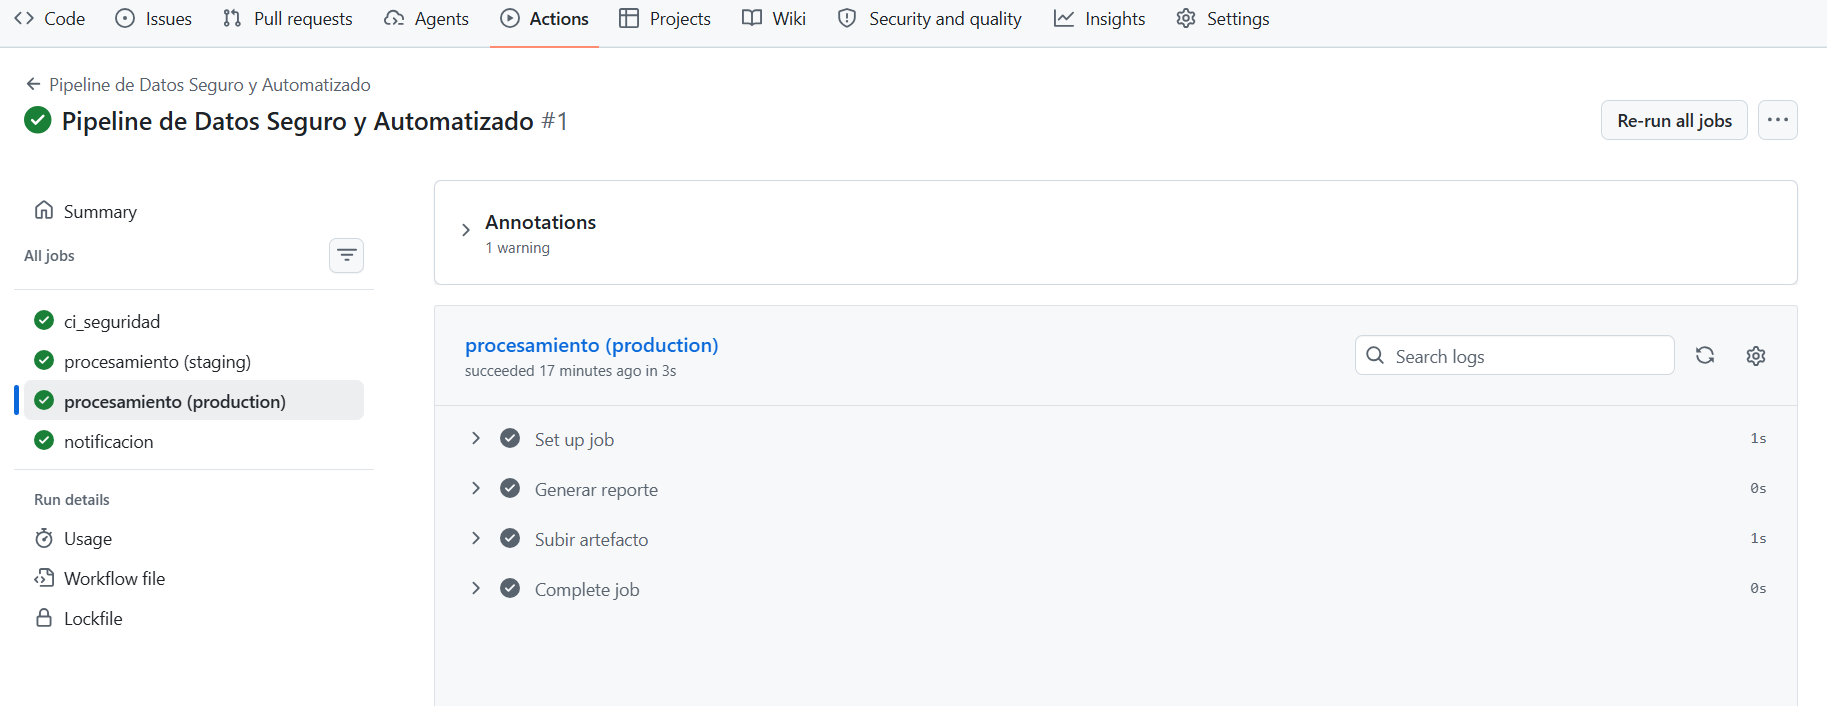 Code Issues Pull requests Agents Actions Projects Wiki Security and quality Insights Settings
Pipeline de Datos Seguro y Automatizado
Pipeline de Datos Seguro y Automatizado #1
Re-run all jobs
Summary
All jobs
ci_seguridad
procesamiento (staging)
procesamiento (production)
notificacion
Run details
Usage
Workflow file
Lockfile
Annotations
1 warning
procesamiento (production)
succeeded 17 minutes ago in 3s
Search logs
Set up job 1s
Generar reporte 0s
Subir artefacto 1s
Complete job 0s